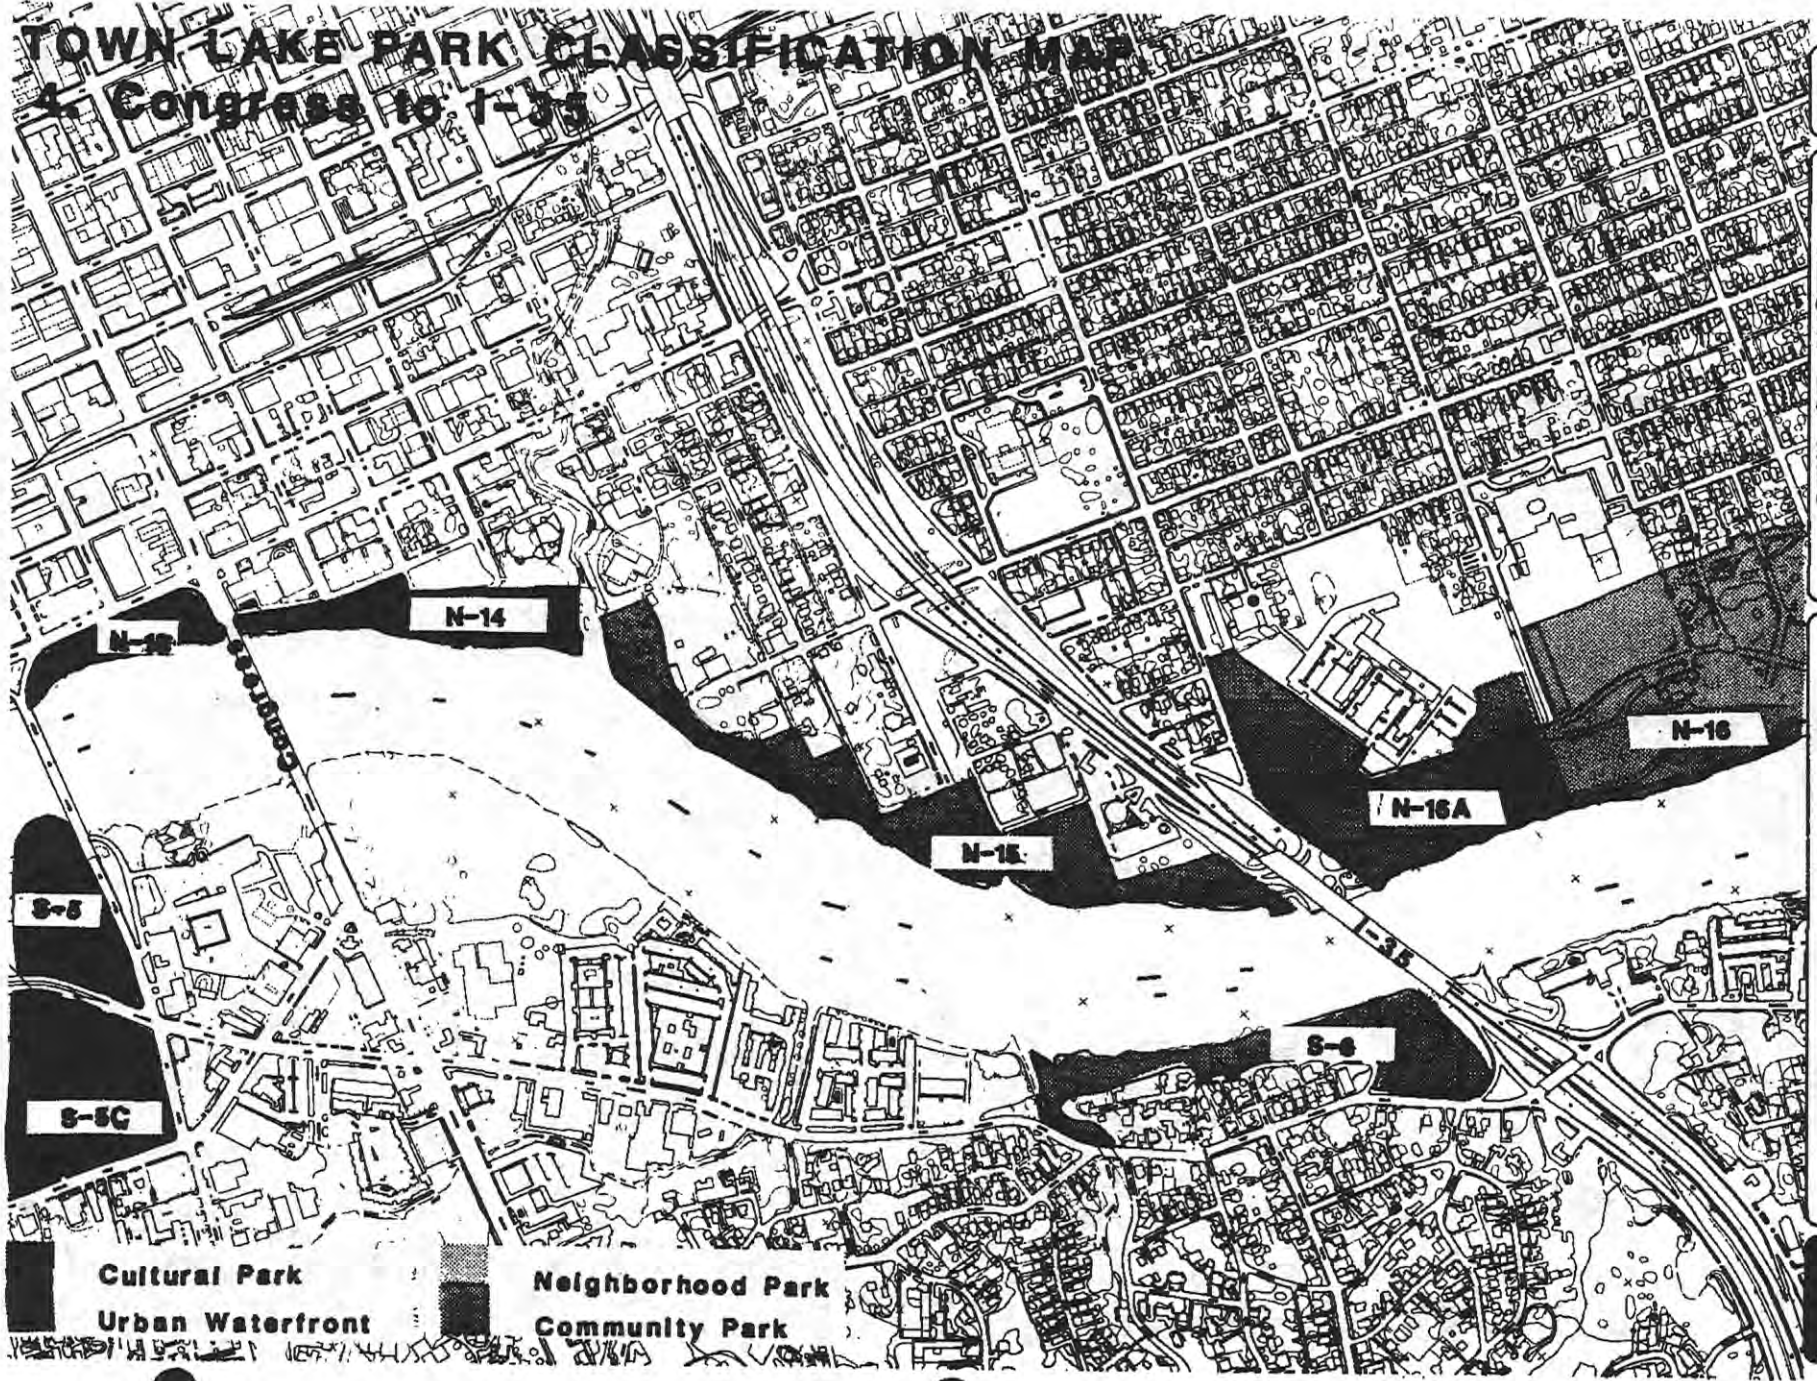 TOWN LAKE PARK CLASSIFICATION MAP
4. Congress to I-35
N-14
Congress
N-16
N-16A
N-15
S-5
I-35
S-6
S-5C
Cultural Park
Urban Waterfront
Neighborhood Park
Community Park